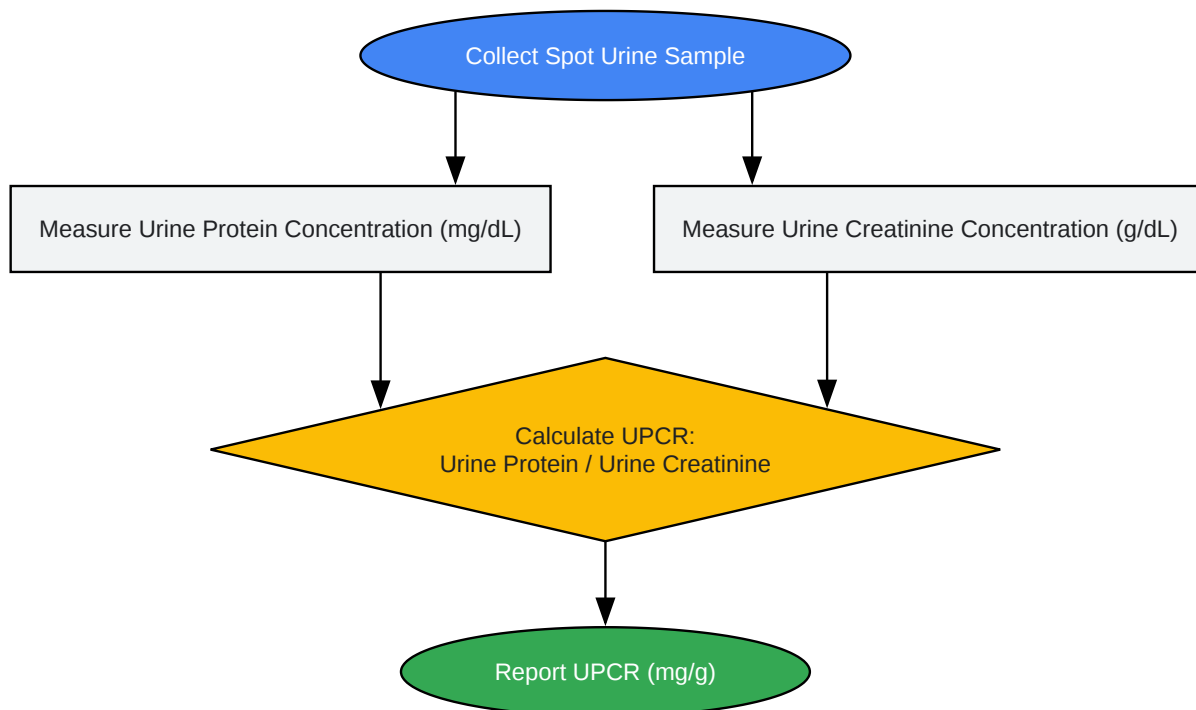 Collect Spot Urine Sample
Measure Urine Protein Concentration (mg/dL)
Measure Urine Creatinine Concentration (g/dL)
Calculate UPCR:
Urine Protein / Urine Creatinine
Report UPCR (mg/g)